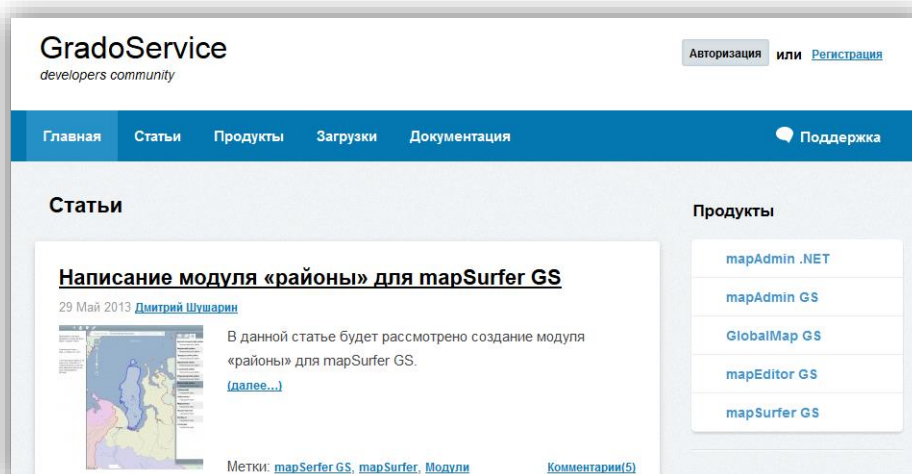 GradoService
developers community
Авторизация или Регистрация
Главная Статьи Продукты Загрузки Документация Поддержка
Статьи
Написание модуля «районы» для mapSurfer GS
29 Май 2013 Дмитрий Шушарин
В данной статье будет рассмотрено создание модуля
«районы» для mapSurfer GS.
(далее...)
Метки: mapSerfer GS, mapSurfer, Модули Комментарии(5)
Продукты
mapAdmin .NET
mapAdmin GS
GlobalMap GS
mapEditor GS
mapSurfer GS